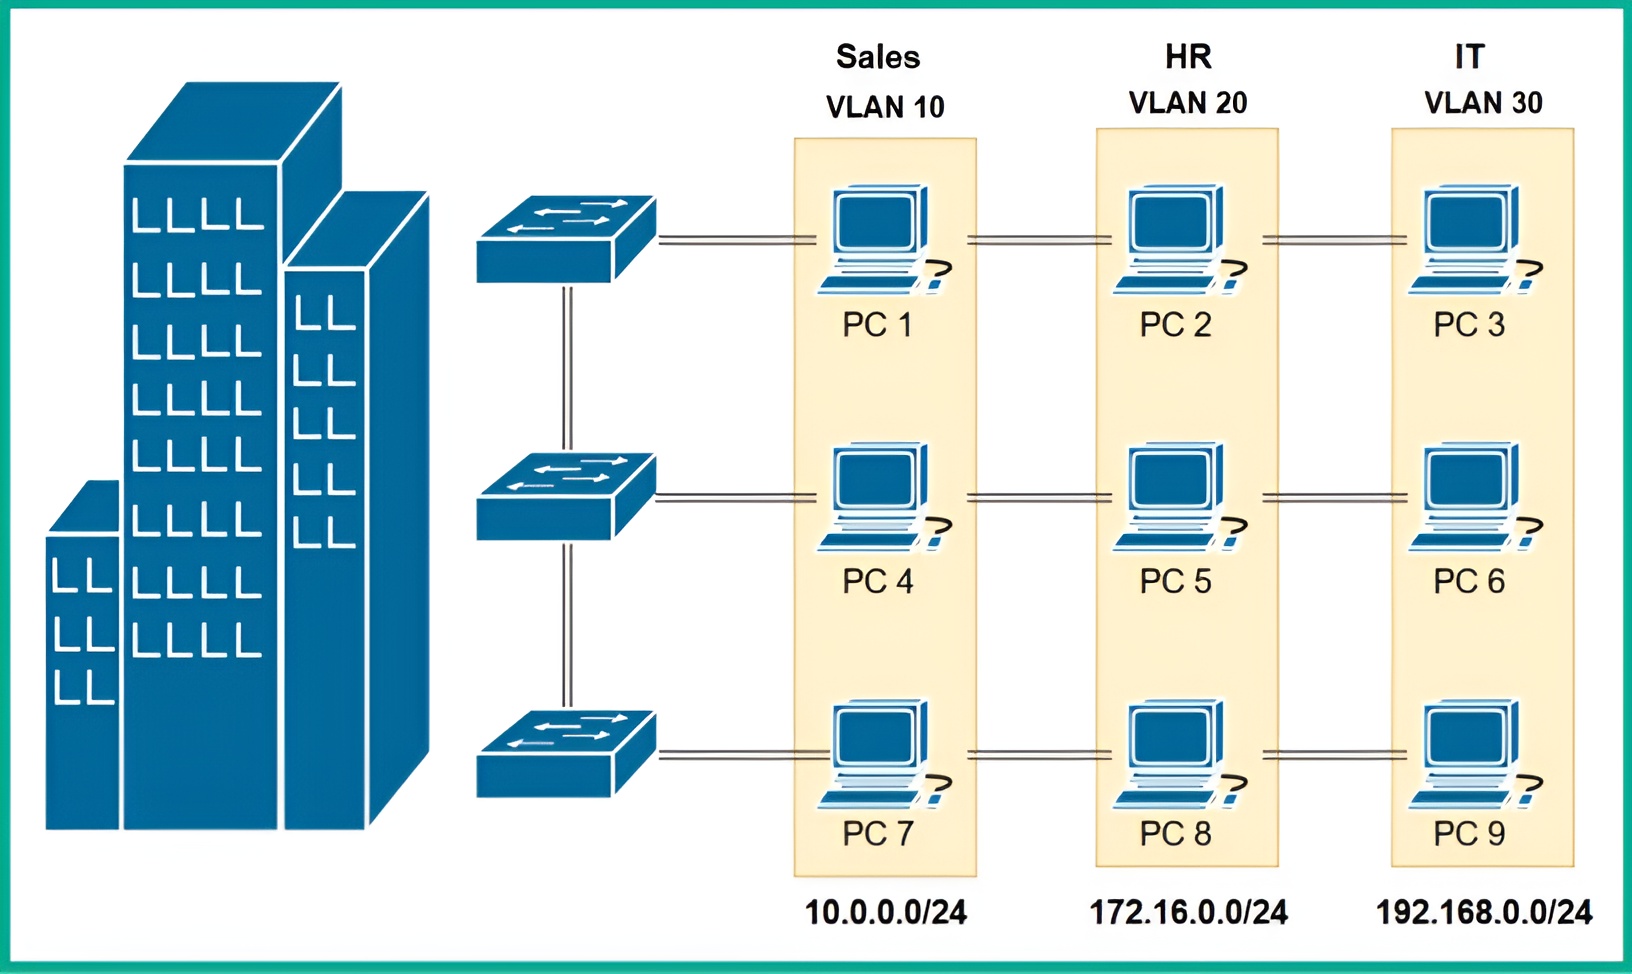 Sales
VLAN 10
HR
VLAN 20
IT
VLAN 30
PC 1
PC 2
PC 3
PC 4
PC 5
PC 6
PC 7
PC 8
PC 9
10.0.0.0/24
172.16.0.0/24
192.168.0.0/24